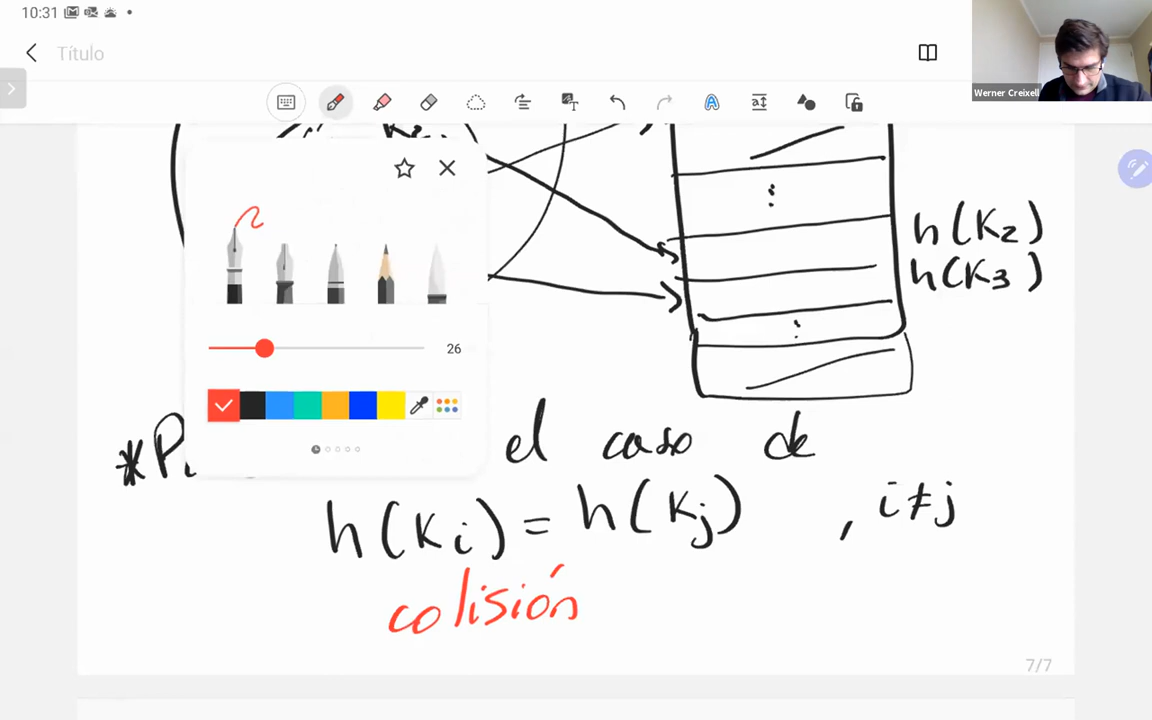 10:31
Título
Werner Creixell
26
h(K2)
h(K3)
*P el caso de
h(Ki) = h(Kj) , i≠j
colisión
7/7